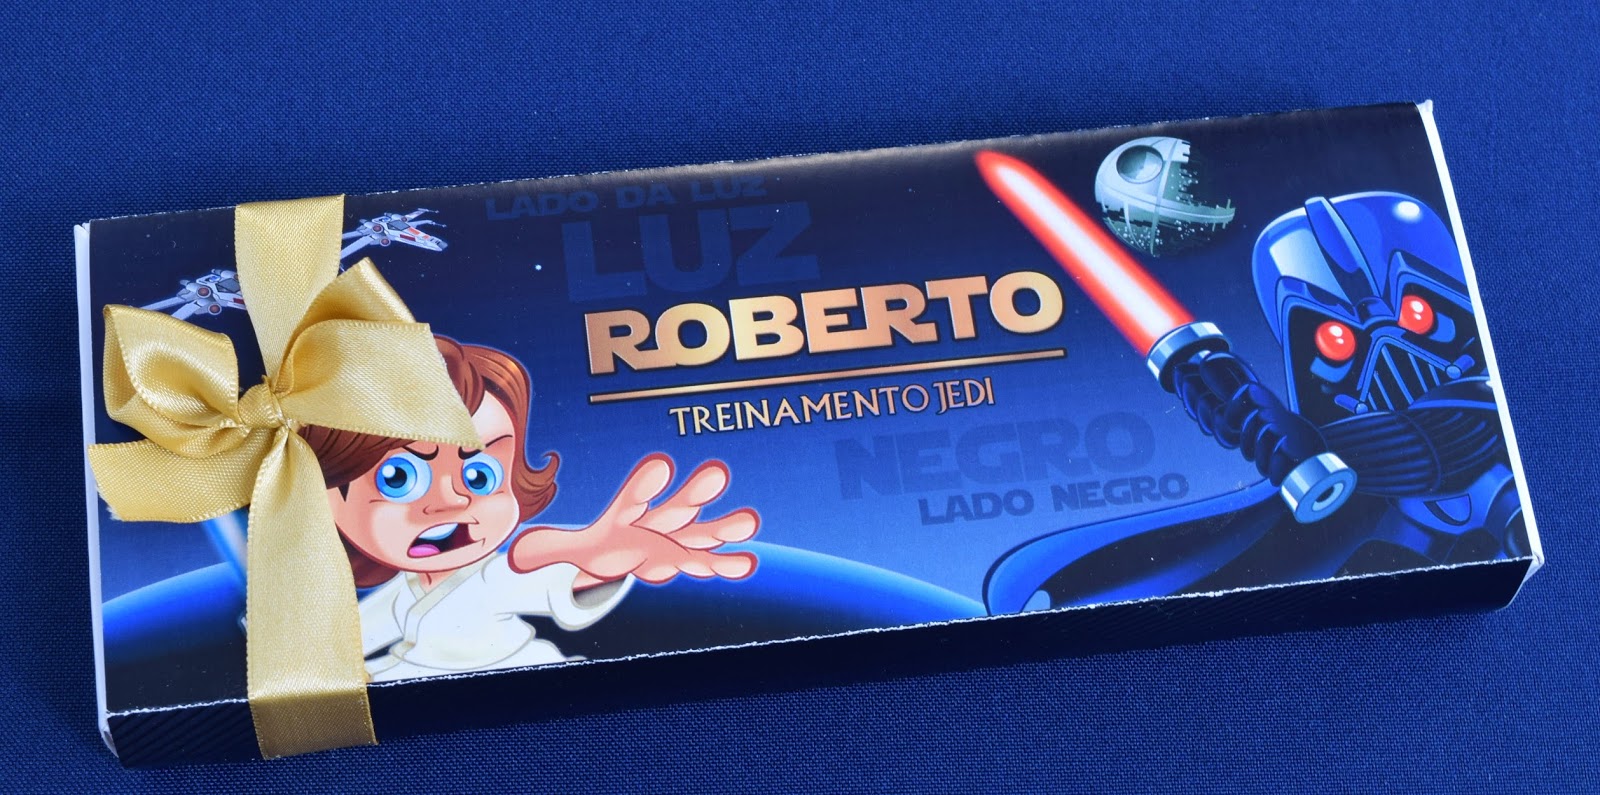 LADO DA LUZ
LUZ
ROBERTO
TREINAMENTO JEDI
NEGRO
LADO NEGRO